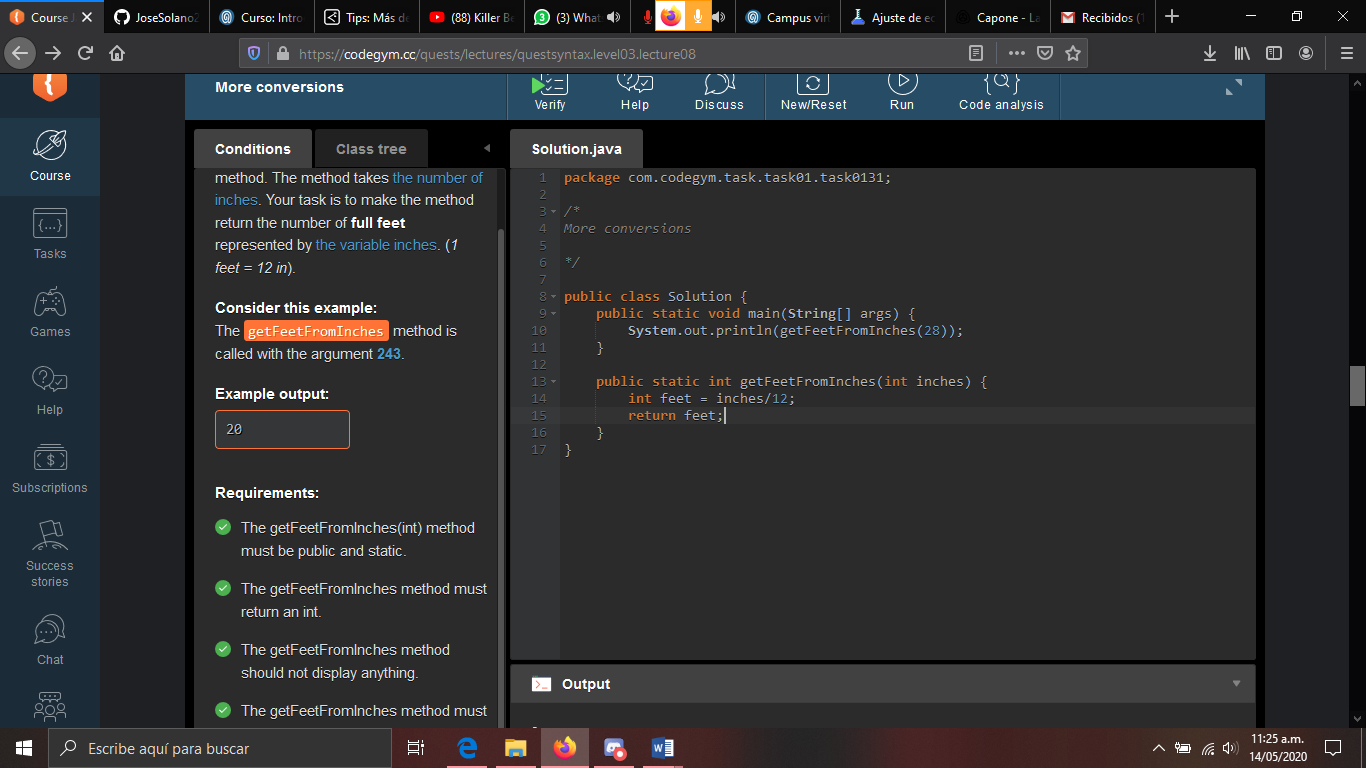 Course J
JoseSolano2
Curso: Intro
Tips: Más de
(88) Killer Be
(3) What
Campus virt
Ajuste de ec
Capone - La
Recibidos (1
https://codegym.cc/quests/lectures/questsyntax.level03.lecture08
More conversions
Verify
Help
Discuss
New/Reset
Run
Code analysis
Course
Tasks
Games
Help
Subscriptions
Success
stories
Chat
Conditions
Class tree
method. The method takes the number of
inches. Your task is to make the method
return the number of full feet
represented by the variable inches. (1
feet = 12 in).
Consider this example:
The getFeetFromInches method is
called with the argument 243.
Example output:
20
Requirements:
The getFeetFromInches(int) method
must be public and static.
The getFeetFromInches method must
return an int.
The getFeetFromInches method
should not display anything.
The getFeetFromInches method must
Solution.java
1 package com.codegym.task.task01.task0131;
2
3 /*
4 More conversions
5
6 */
7
8 public class Solution {
9 public static void main(String[] args) {
10 System.out.println(getFeetFromInches(28));
11 }
12
13 public static int getFeetFromInches(int inches) {
14 int feet = inches/12;
15 return feet;
16 }
17 }
Output
Escribe aquí para buscar
11:25 a.m.
14/05/2020